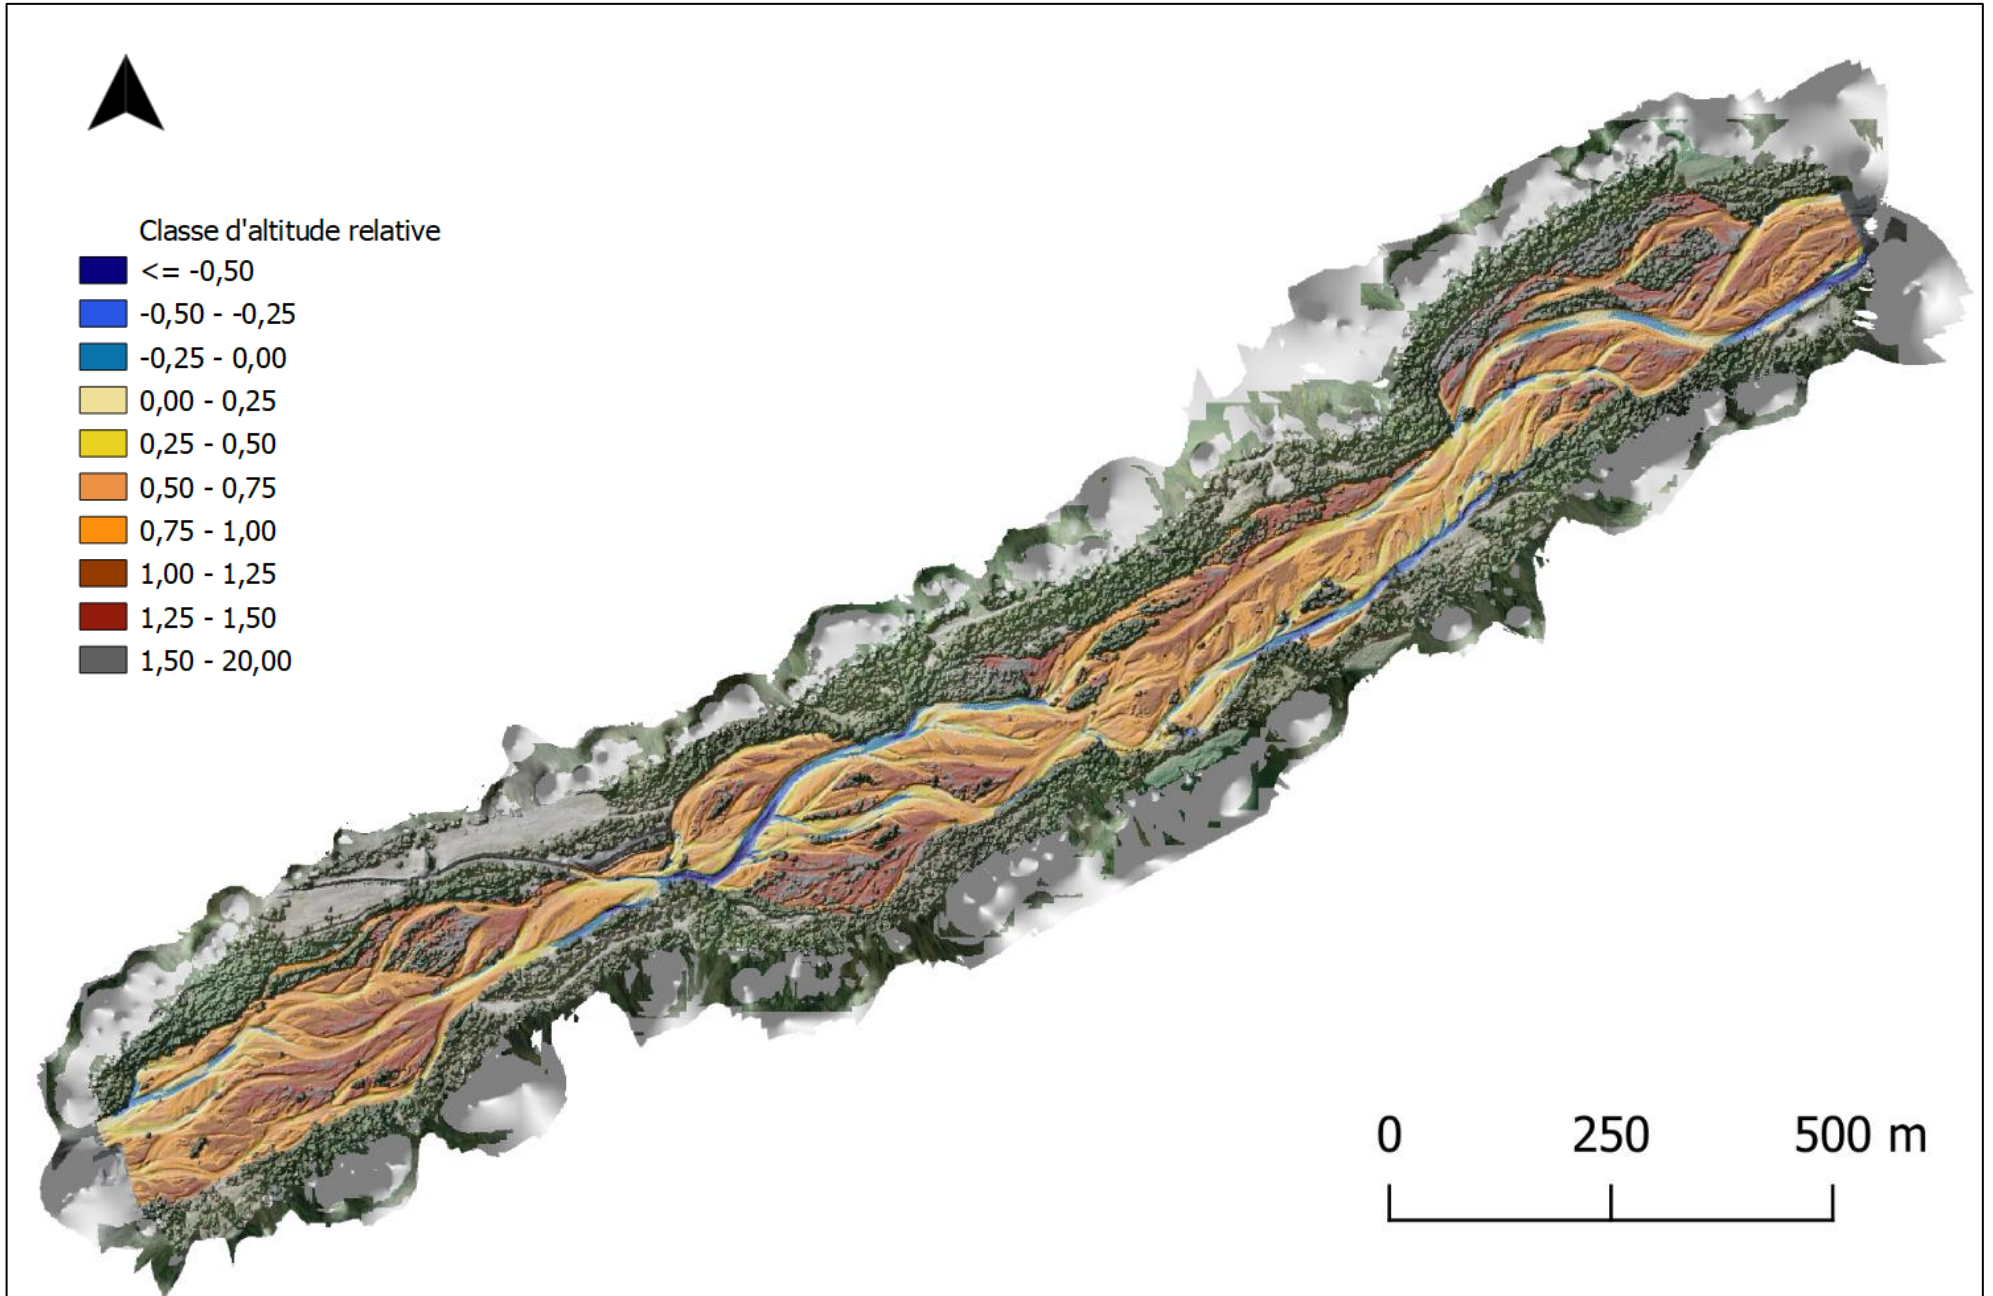 Classe d'altitude relative
<= -0,50
-0,50 - -0,25
-0,25 - 0,00
0,00 - 0,25
0,25 - 0,50
0,50 - 0,75
0,75 - 1,00
1,00 - 1,25
1,25 - 1,50
1,50 - 20,00
0 250 500 m